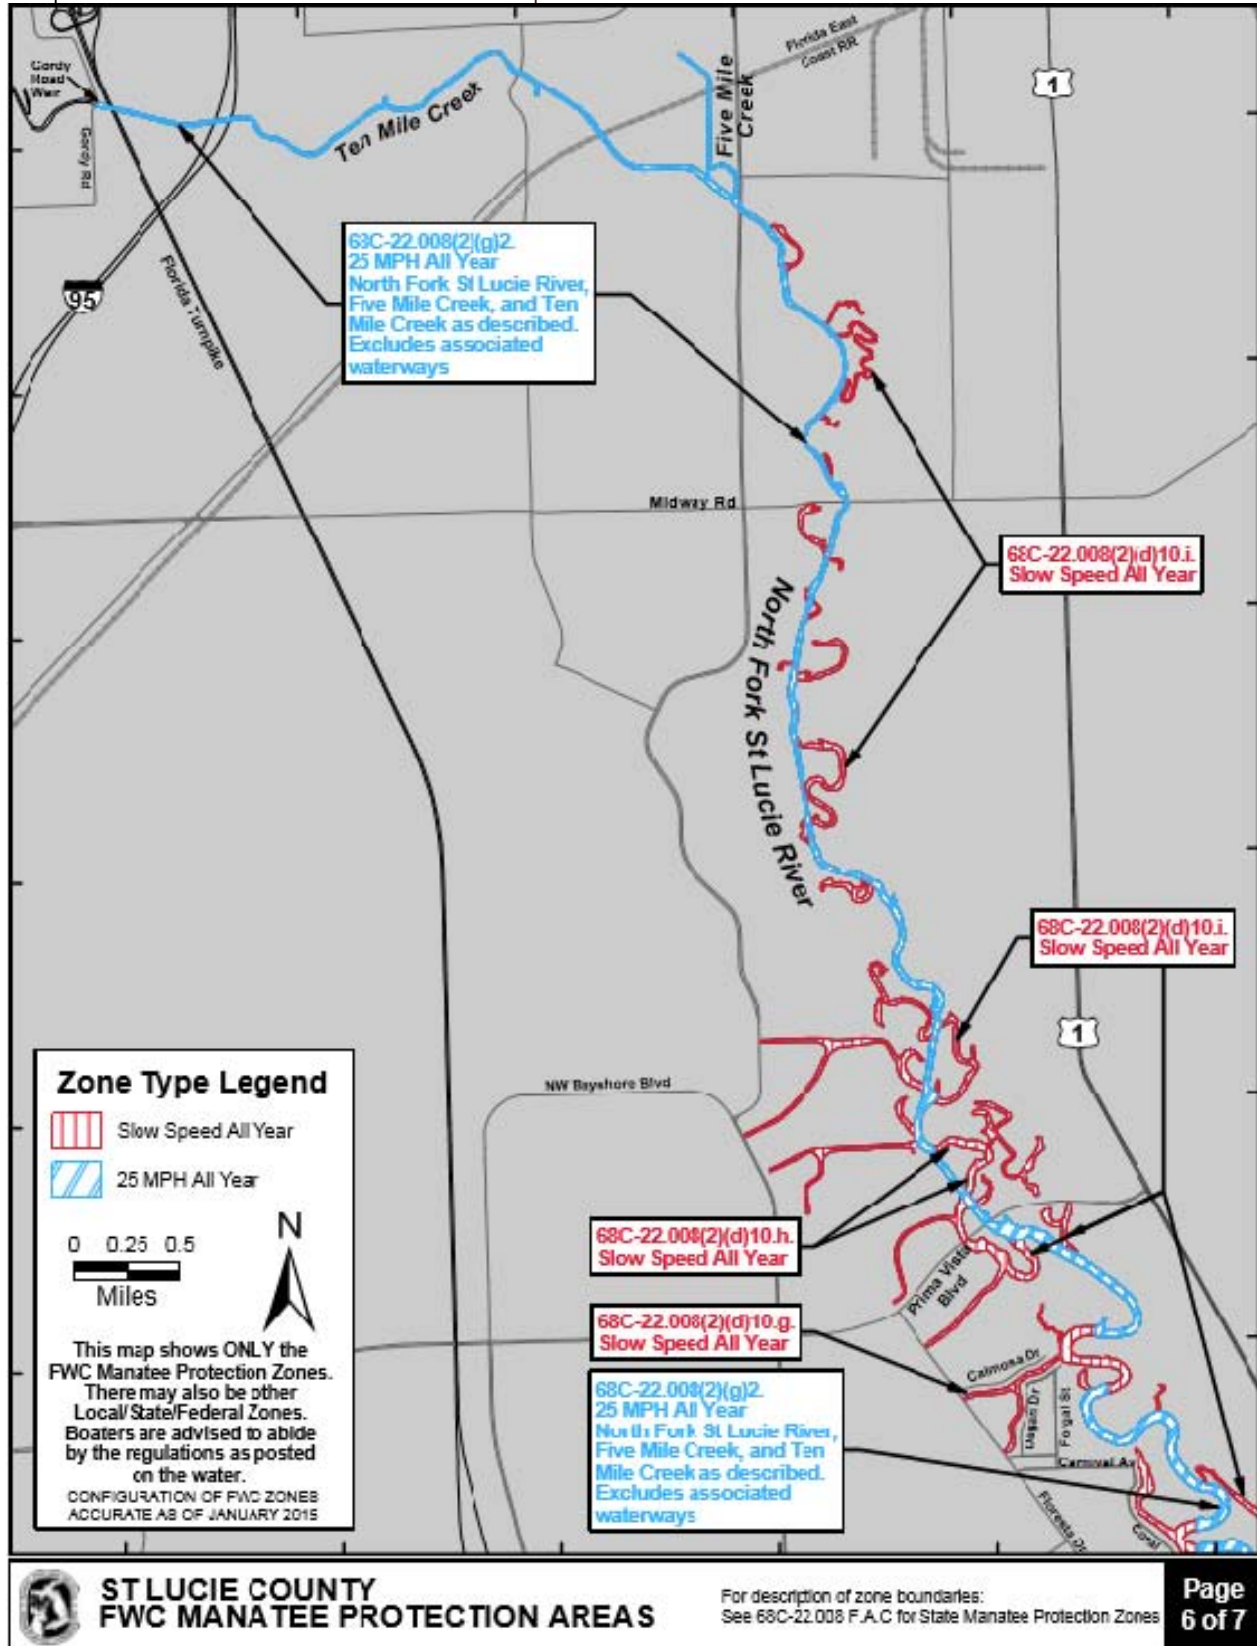 Gordy
Road
Weir
Gordy Rd
Ten Mile Creek
Five Mile
Creek
Florida East
Coast RR
1
95
Florida Turnpike
68C-22.008(2)(g)2.
25 MPH All Year
North Fork St Lucie River,
Five Mile Creek, and Ten
Mile Creek as described.
Excludes associated
waterways
Midway Rd
68C-22.008(2)(d)10.i.
Slow Speed All Year
North Fork St Lucie River
68C-22.008(2)(d)10.i.
Slow Speed All Year
1
NW Bayshore Blvd
68C-22.008(2)(d)10.h.
Slow Speed All Year
Prima Vista
Blvd
68C-22.008(2)(d)10.g.
Slow Speed All Year
Calmosa Dr
Fogal St
Carnival Av
Floresta Dr
Coral
68C-22.008(2)(g)2.
25 MPH All Year
North Fork St Lucie River,
Five Mile Creek, and Ten
Mile Creek as described.
Excludes associated
waterways
Zone Type Legend
Slow Speed All Year
25 MPH All Year
N
0 0.25 0.5
Miles
This map shows ONLY the
FWC Manatee Protection Zones.
There may also be other
Local/State/Federal Zones.
Boaters are advised to abide
by the regulations as posted
on the water.
CONFIGURATION OF FWC ZONES
ACCURATE AS OF JANUARY 2015
ST LUCIE COUNTY
FWC MANATEE PROTECTION AREAS
For description of zone boundaries:
See 68C-22.008 F.A.C for State Manatee Protection Zones
Page
6 of 7